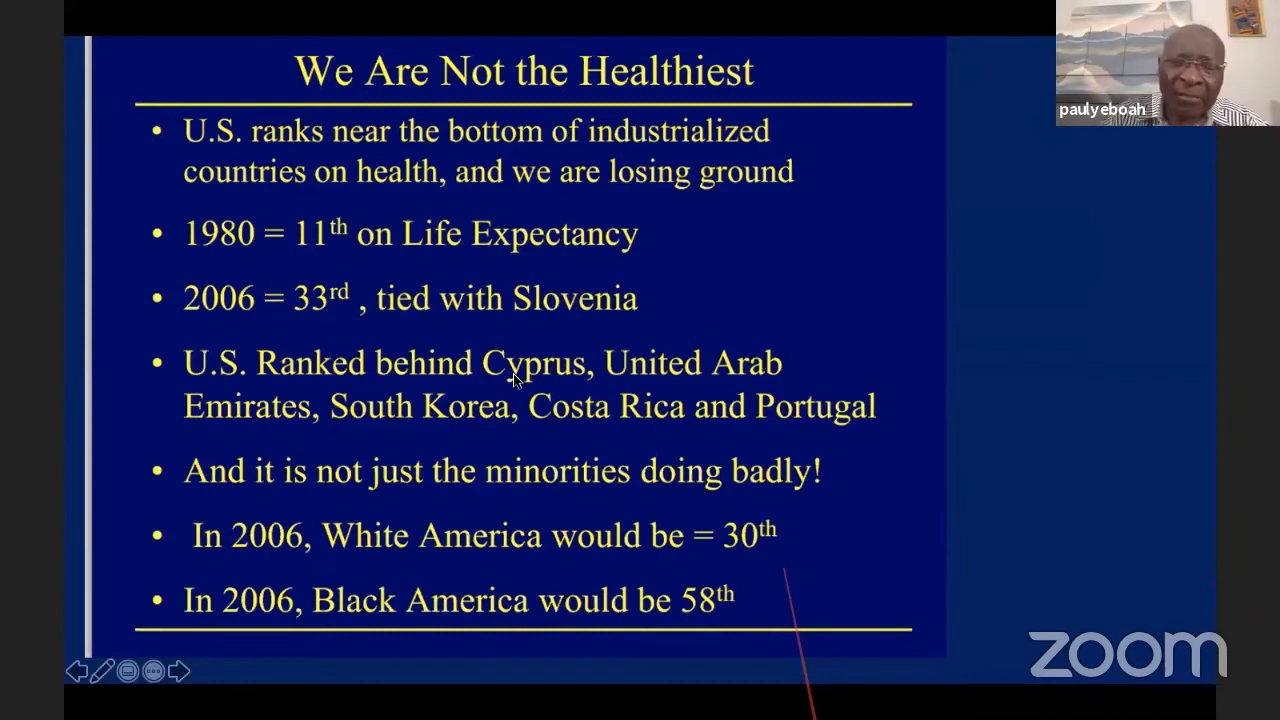 We Are Not the Healthiest
• U.S. ranks near the bottom of industrialized
countries on health, and we are losing ground
• 1980 = 11th on Life Expectancy
• 2006 = 33rd , tied with Slovenia
• U.S. Ranked behind Cyprus, United Arab
Emirates, South Korea, Costa Rica and Portugal
• And it is not just the minorities doing badly!
• In 2006, White America would be = 30th
• In 2006, Black America would be 58th
paulyeboah
zoom